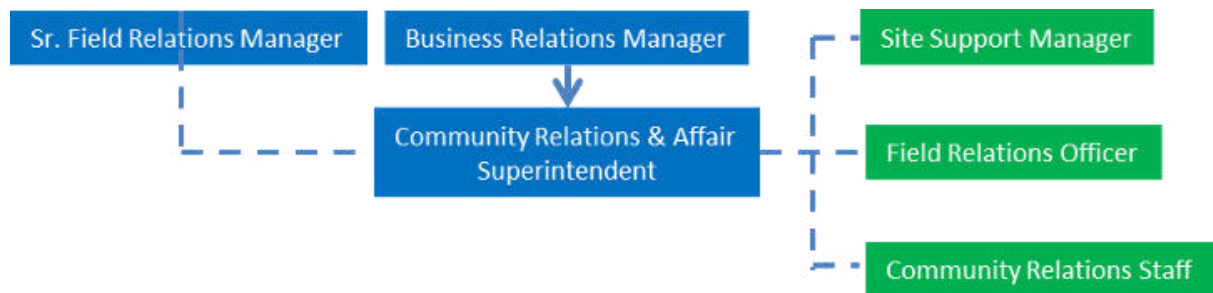 Sr. Field Relations Manager
Business Relations Manager
Site Support Manager
Community Relations & Affair
Superintendent
Field Relations Officer
Community Relations Staff